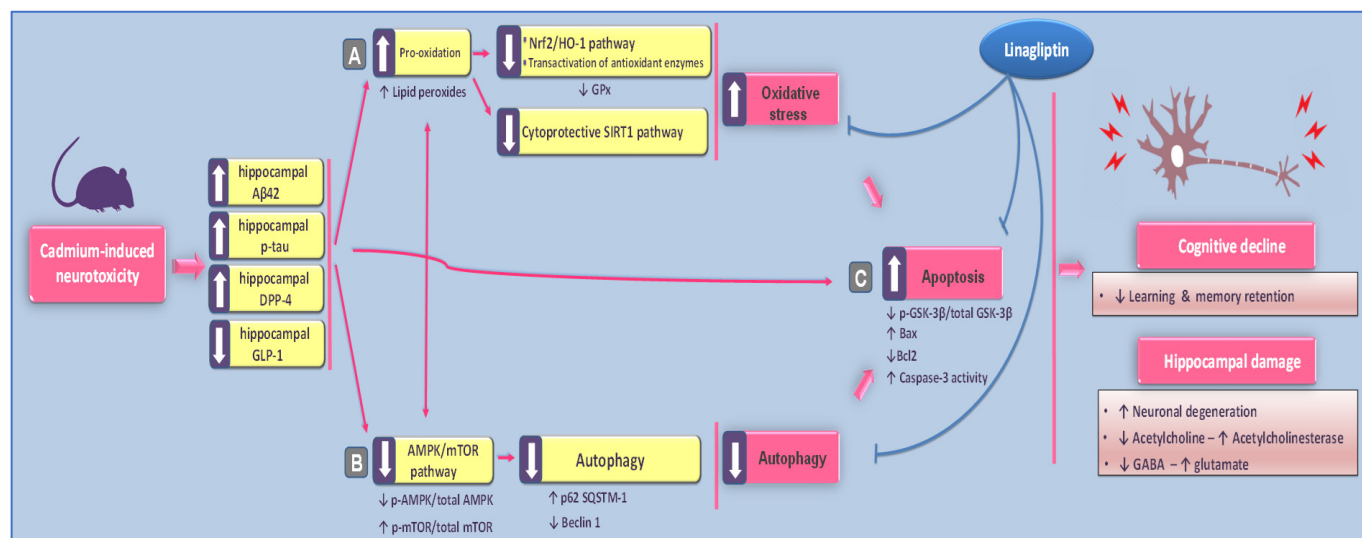 Cadmium-induced
neurotoxicity
hippocampal
Aβ42
hippocampal
p-tau
hippocampal
DPP-4
hippocampal
GLP-1
A
Pro-oxidation
↑ Lipid peroxides
* Nrf2/HO-1 pathway
* Transactivation of antioxidant enzymes
↓ GPx
Cytoprotective SIRT1 pathway
Oxidative
stress
B
AMPK/mTOR
pathway
↓ p-AMPK/total AMPK
↑ p-mTOR/total mTOR
Autophagy
↑ p62 SQSTM-1
↓ Beclin 1
Autophagy
C
Apoptosis
↓ p-GSK-3β/total GSK-3β
↑ Bax
↓Bcl2
↑ Caspase-3 activity
Linagliptin
Cognitive decline
• ↓ Learning & memory retention
Hippocampal damage
• ↑ Neuronal degeneration
• ↓ Acetylcholine – ↑ Acetylcholinesterase
• ↓ GABA – ↑ glutamate